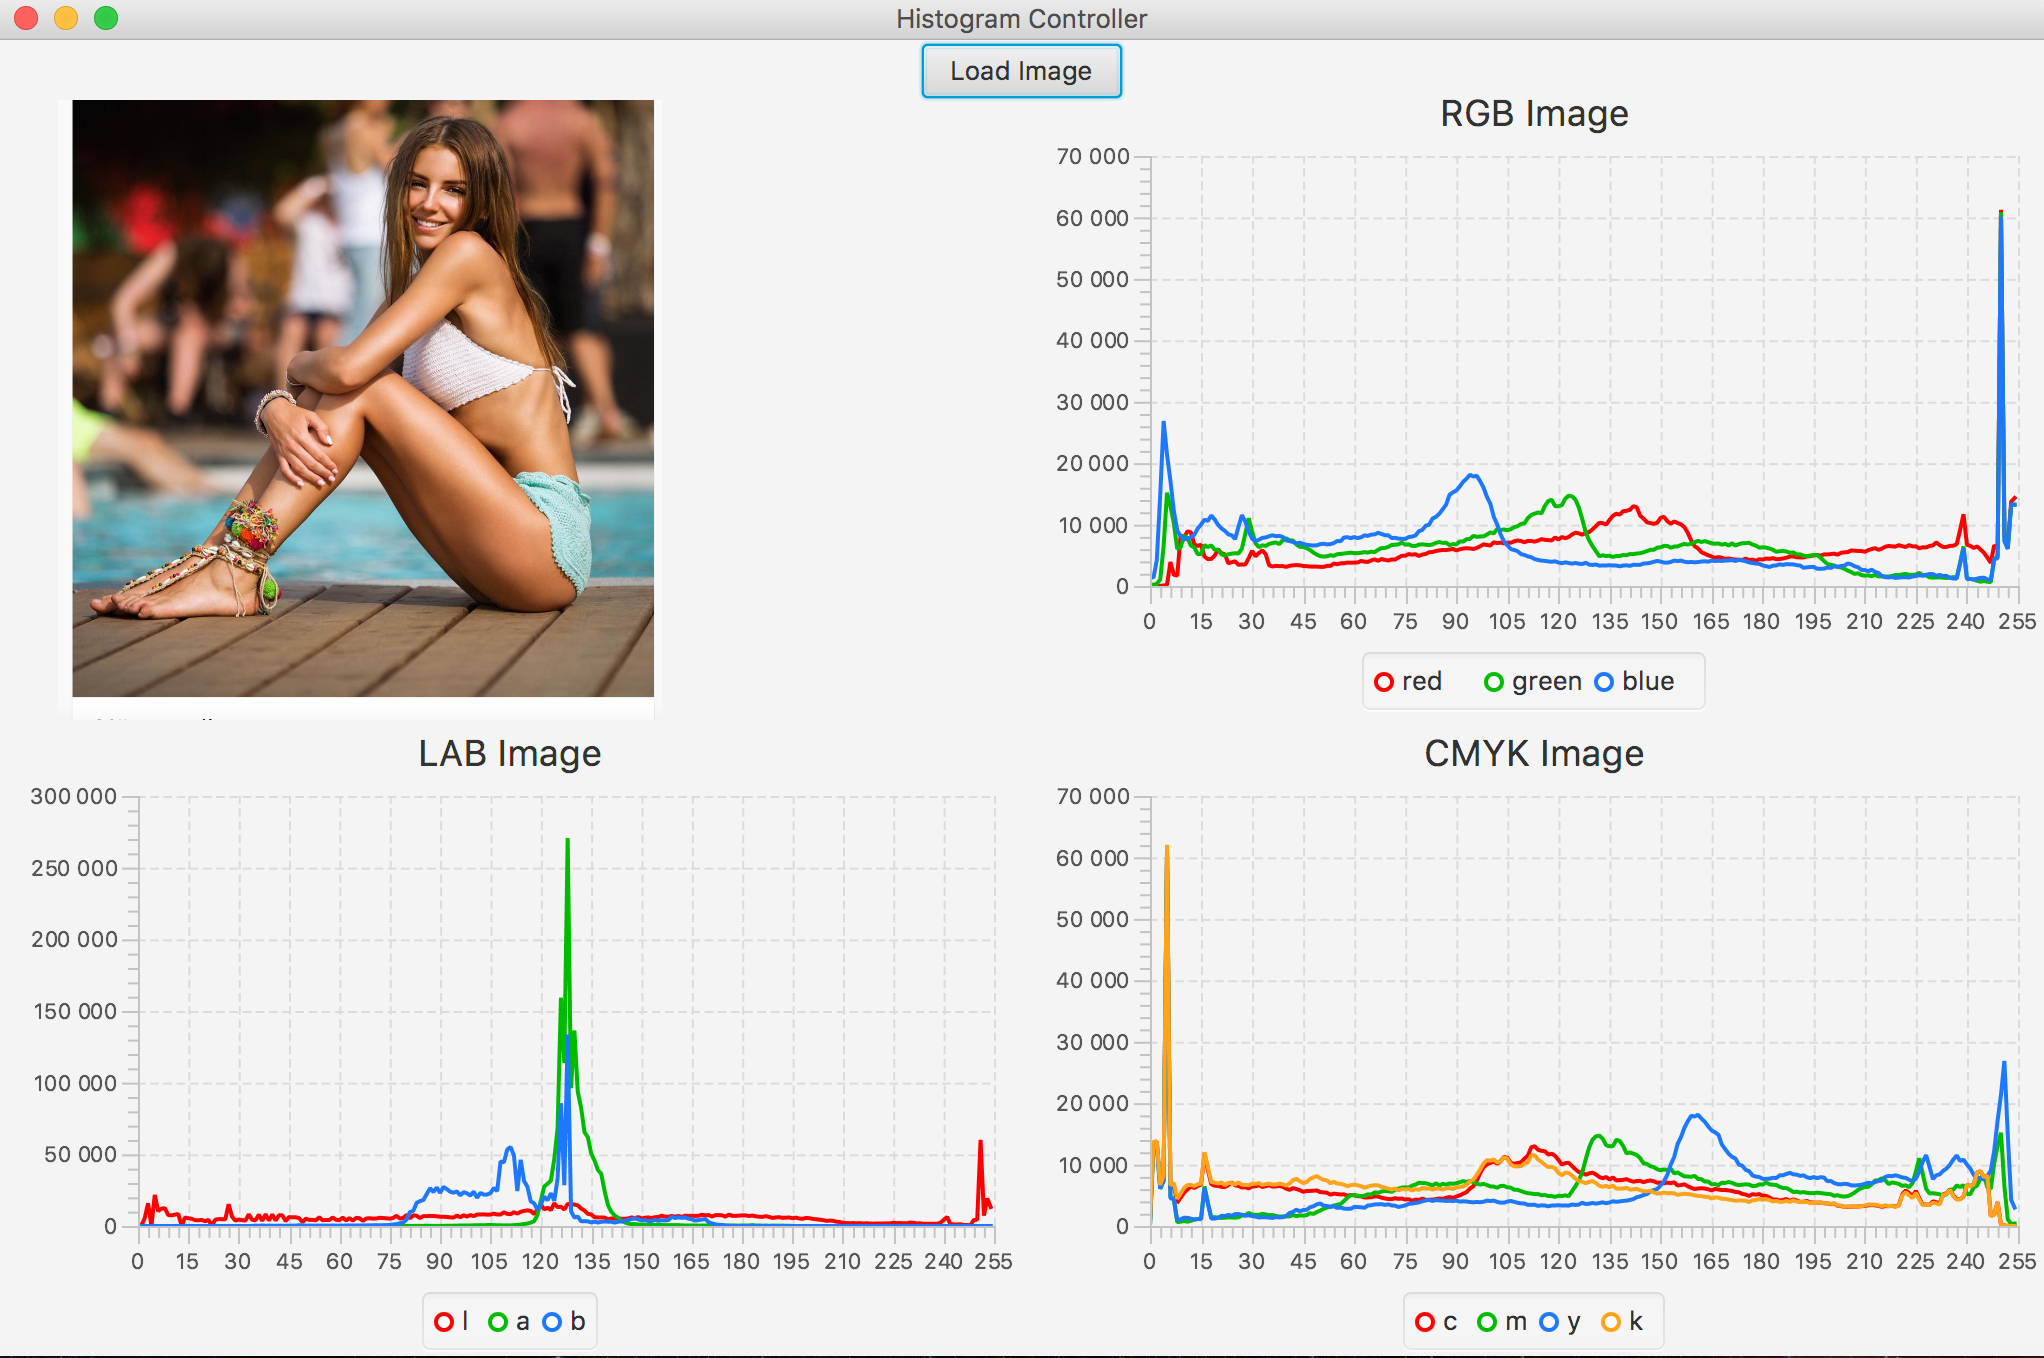 Histogram Controller
Load Image
RGB Image
70 000
60 000
50 000
40 000
30 000
20 000
10 000
0
0 15 30 45 60 75 90 105 120 135 150 165 180 195 210 225 240 255
red green blue
LAB Image
300 000
250 000
200 000
150 000
100 000
50 000
0
0 15 30 45 60 75 90 105 120 135 150 165 180 195 210 225 240 255
l a b
CMYK Image
70 000
60 000
50 000
40 000
30 000
20 000
10 000
0
0 15 30 45 60 75 90 105 120 135 150 165 180 195 210 225 240 255
c m y k